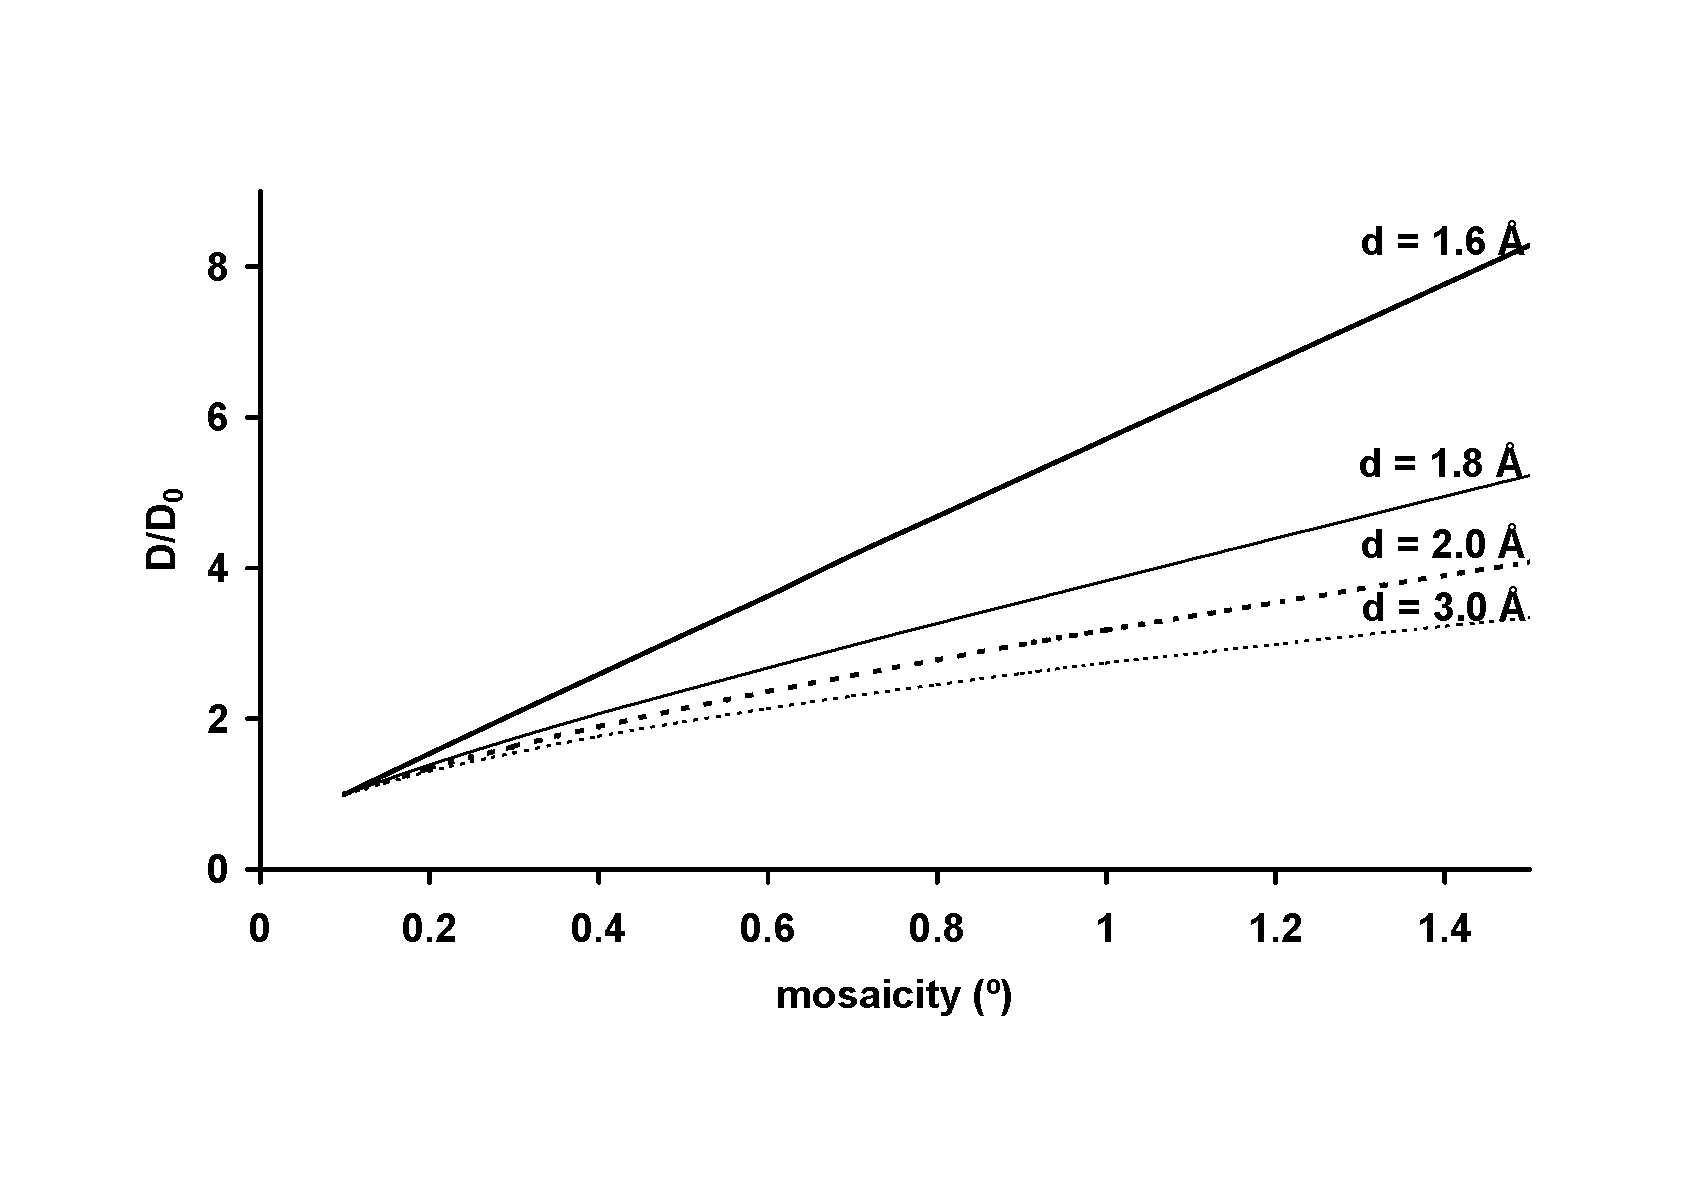 d = 1.6 Å
8
6
d = 1.8 Å
D/D0
d = 2.0 Å
4
d = 3.0 Å
2
0
0 0.2 0.4 0.6 0.8 1 1.2 1.4
mosaicity (º)